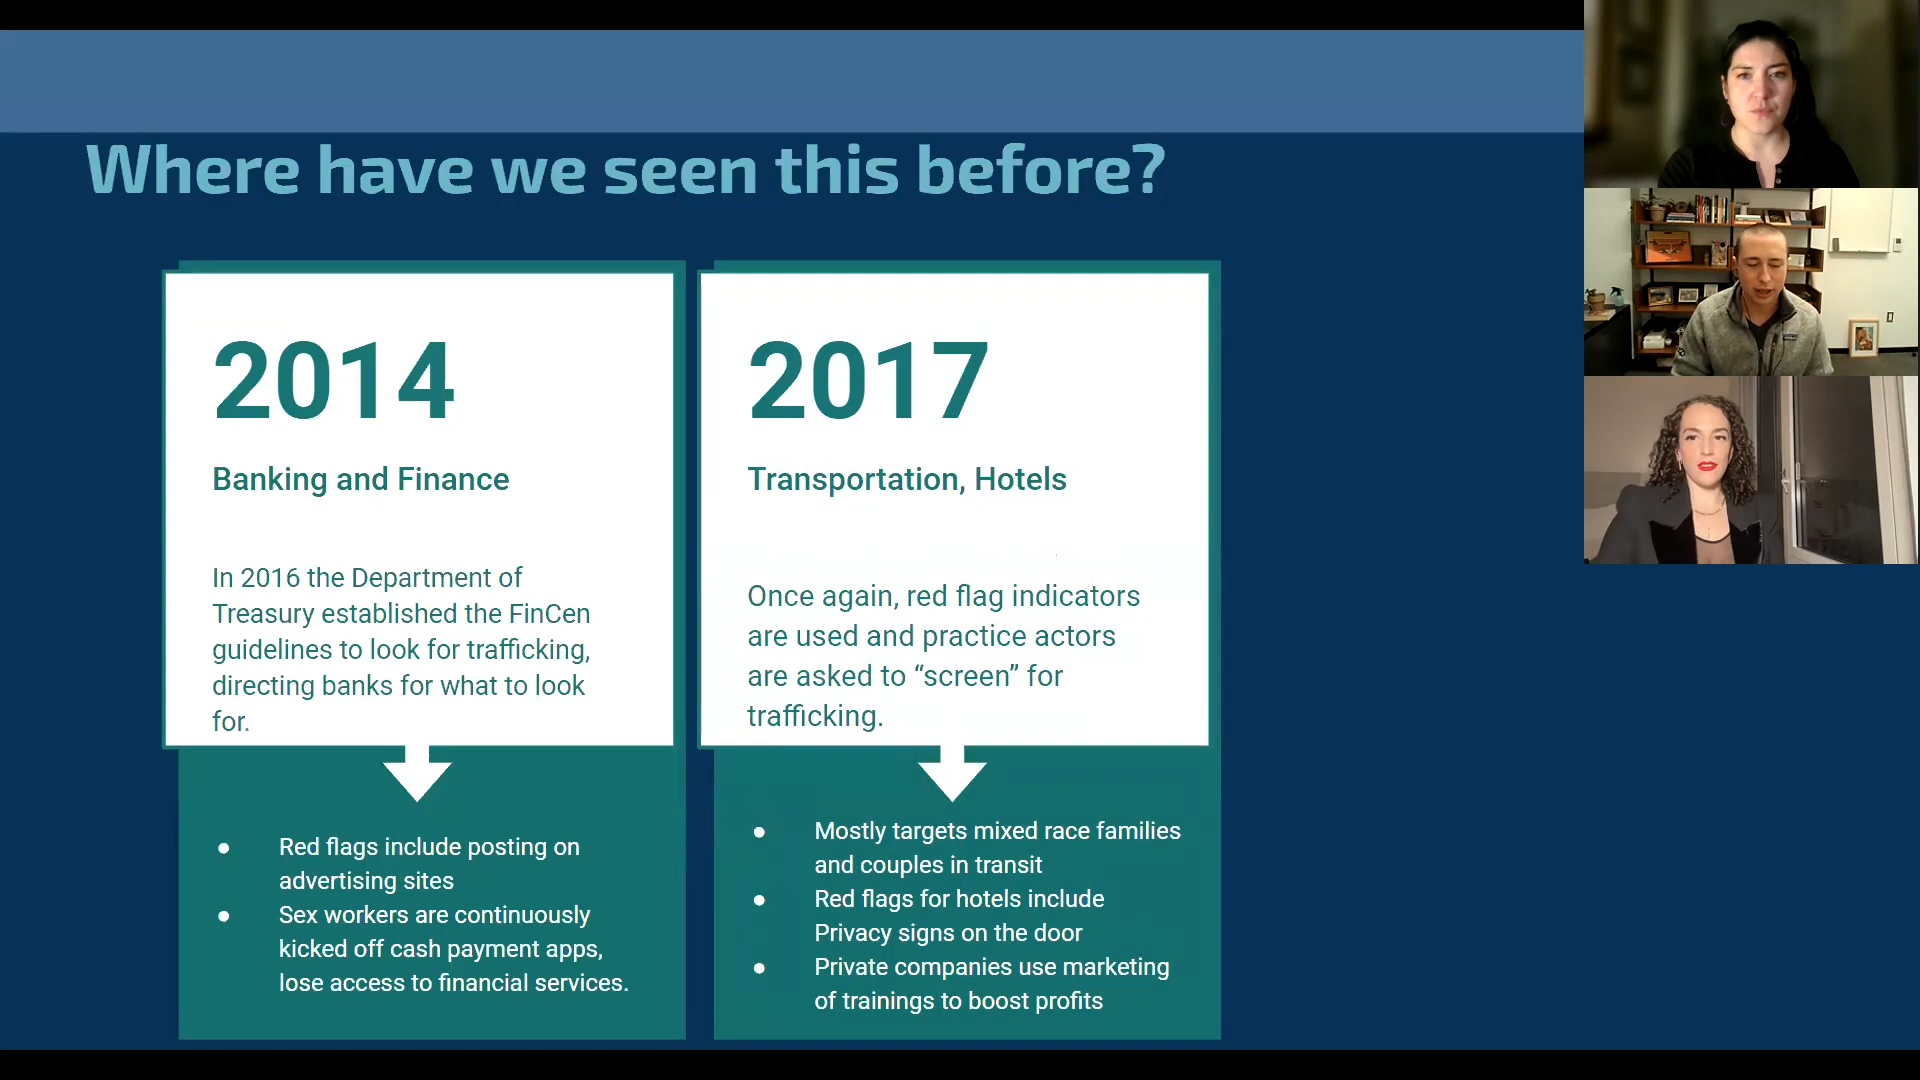 Where have we seen this before?
2014
Banking and Finance
In 2016 the Department of
Treasury established the FinCen
guidelines to look for trafficking,
directing banks for what to look
for.
● Red flags include posting on
advertising sites
● Sex workers are continuously
kicked off cash payment apps,
lose access to financial services.
2017
Transportation, Hotels
Once again, red flag indicators
are used and practice actors
are asked to “screen” for
trafficking.
● Mostly targets mixed race families
and couples in transit
● Red flags for hotels include
Privacy signs on the door
● Private companies use marketing
of trainings to boost profits